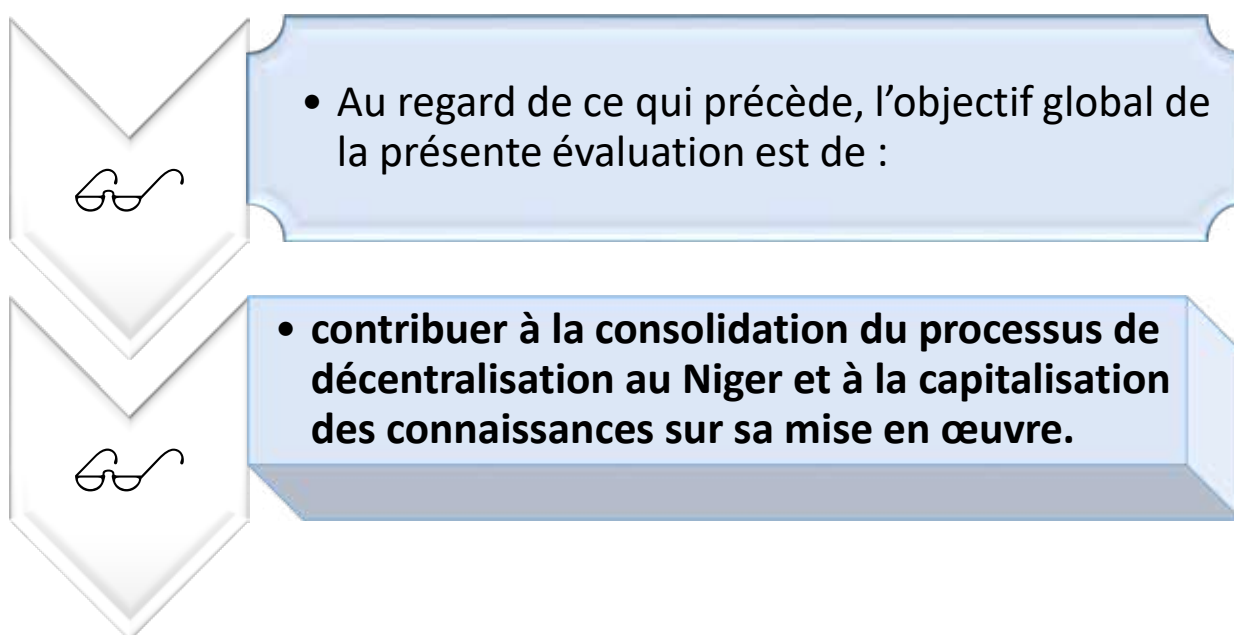 • Au regard de ce qui précède, l’objectif global de
la présente évaluation est de :
• contribuer à la consolidation du processus de
décentralisation au Niger et à la capitalisation
des connaissances sur sa mise en œuvre.